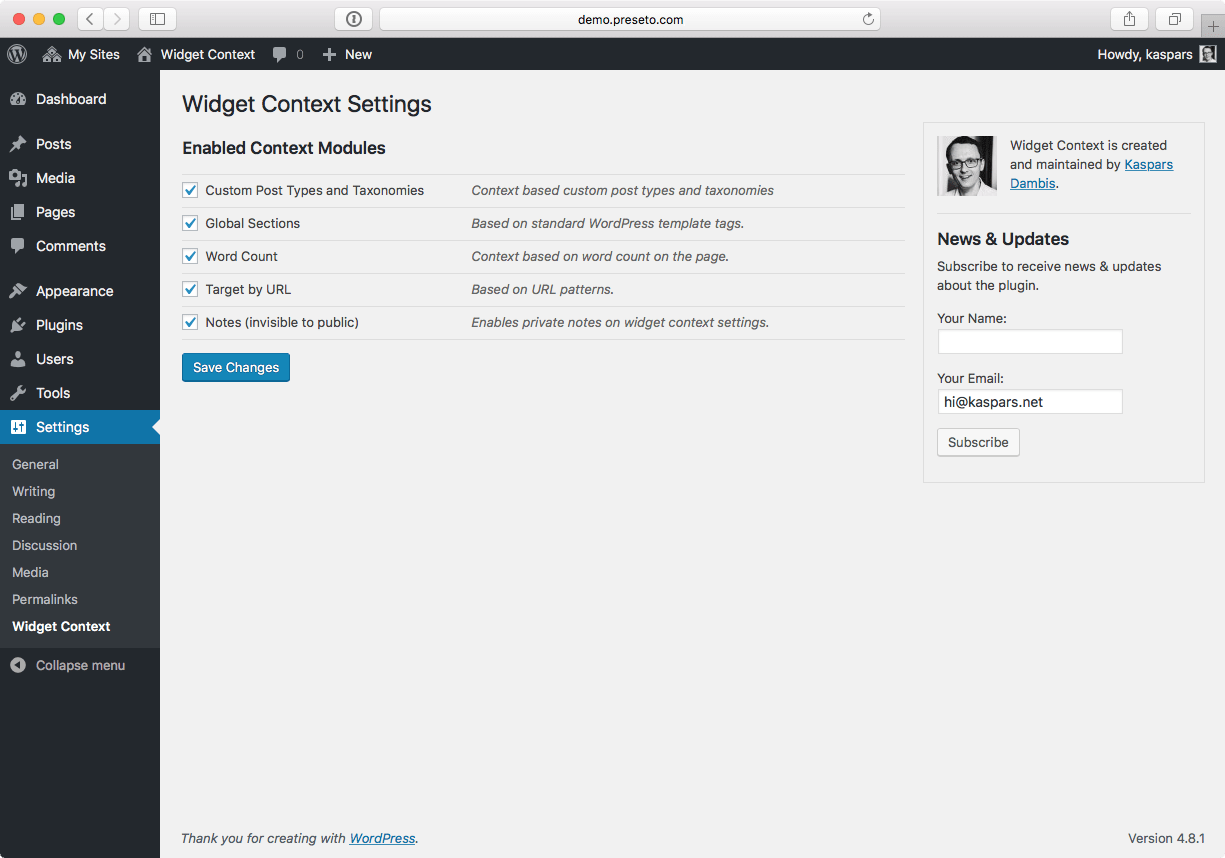 demo.preseto.com
My Sites Widget Context 0 New Howdy, kaspars
Dashboard
Posts
Media
Pages
Comments
Appearance
Plugins
Users
Tools
Settings
General
Writing
Reading
Discussion
Media
Permalinks
Widget Context
Collapse menu
Widget Context Settings
Enabled Context Modules
Custom Post Types and Taxonomies Context based custom post types and taxonomies
Global Sections Based on standard WordPress template tags.
Word Count Context based on word count on the page.
Target by URL Based on URL patterns.
Notes (invisible to public) Enables private notes on widget context settings.
Save Changes
Widget Context is created
and maintained by Kaspars
Dambis.
News & Updates
Subscribe to receive news & updates
about the plugin.
Your Name:
Your Email:
hi@kaspars.net
Subscribe
Thank you for creating with WordPress. Version 4.8.1